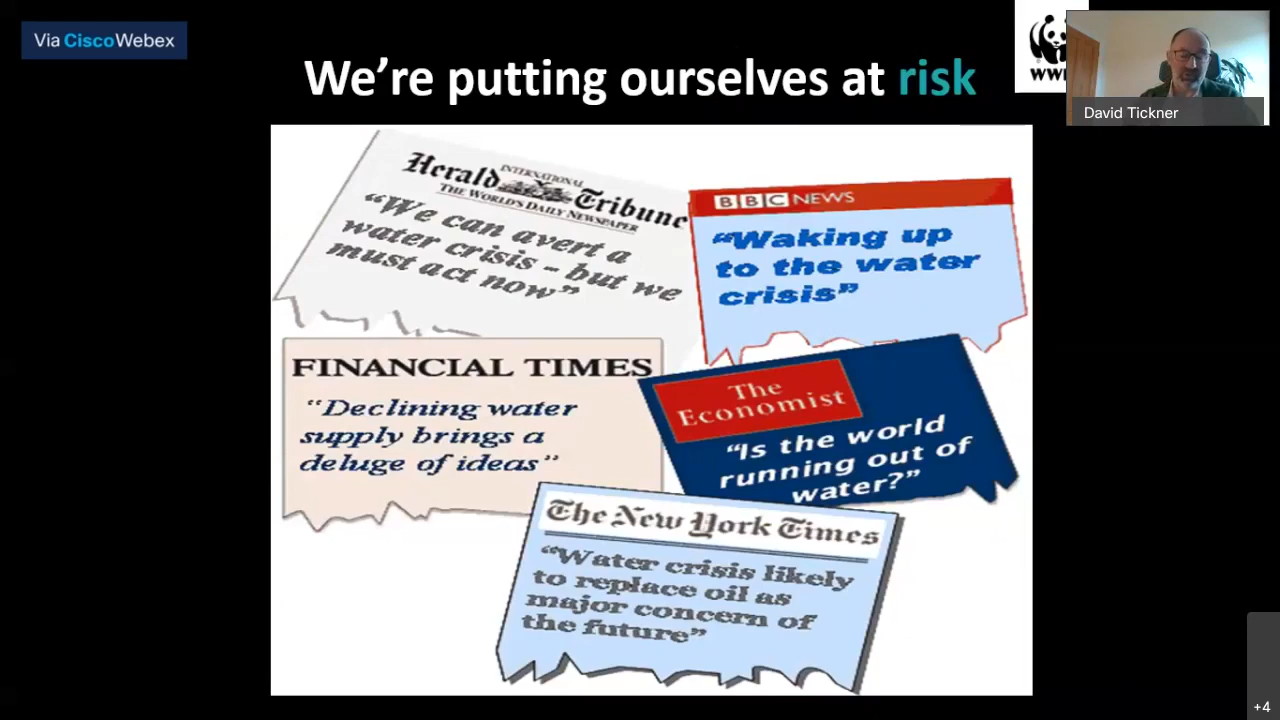 Via Cisco Webex
We're putting ourselves at risk
WWF
David Tickner
INTERNATIONAL
Herald Tribune
THE WORLD'S DAILY NEWSPAPER
"We can avert a
water crisis - but we
must act now"
BBC NEWS
"Waking up
to the water
crisis"
FINANCIAL TIMES
"Declining water
supply brings a
deluge of ideas"
The
Economist
"Is the world
running out of
water?"
The New York Times
"Water crisis likely
to replace oil as
major concern of
the future"
+4